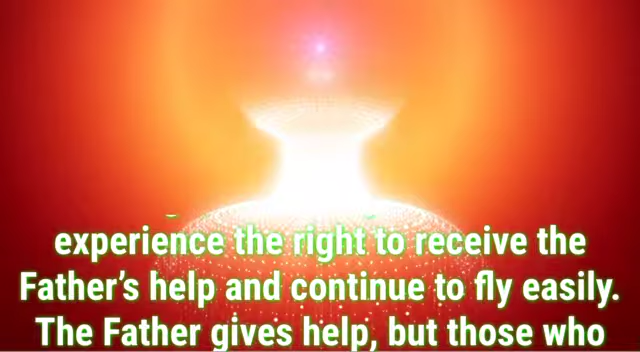 experience the right to receive the
Father’s help and continue to fly easily.
The Father gives help, but those who